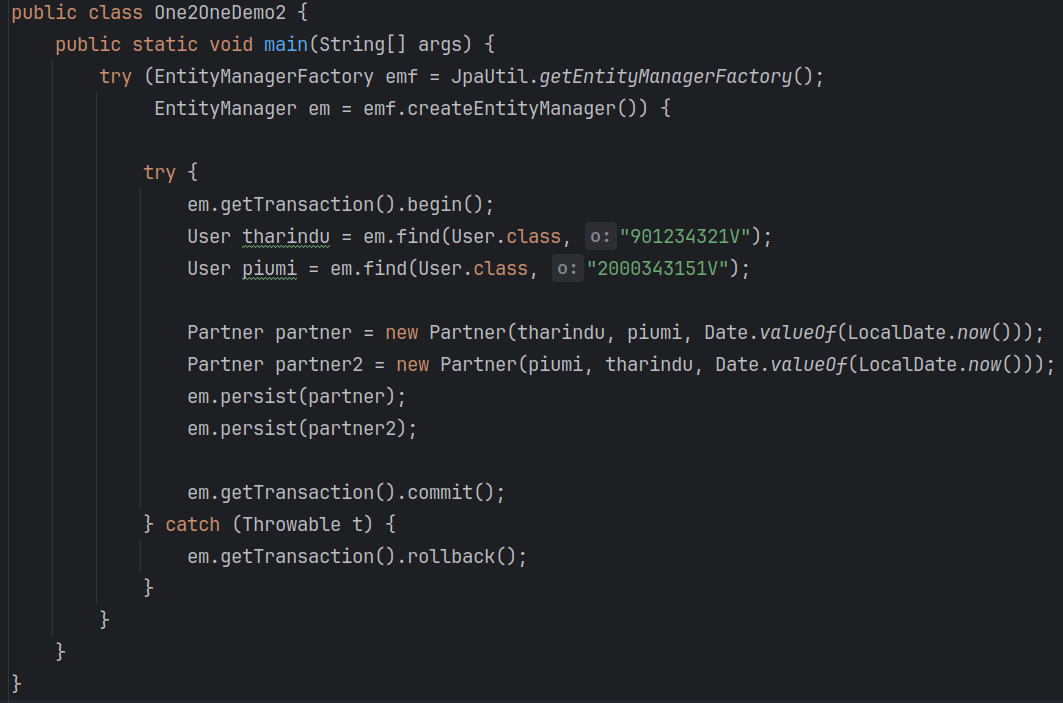 public class One2OneDemo2 {
    public static void main(String[] args) {
        try (EntityManagerFactory emf = JpaUtil.getEntityManagerFactory();
             EntityManager em = emf.createEntityManager()) {

            try {
                em.getTransaction().begin();
                User tharindu = em.find(User.class, o: "901234321V");
                User piumi = em.find(User.class, o: "2000343151V");

                Partner partner = new Partner(tharindu, piumi, Date.valueOf(LocalDate.now()));
                Partner partner2 = new Partner(piumi, tharindu, Date.valueOf(LocalDate.now()));
                em.persist(partner);
                em.persist(partner2);

                em.getTransaction().commit();
            } catch (Throwable t) {
                em.getTransaction().rollback();
            }
        }
    }
}